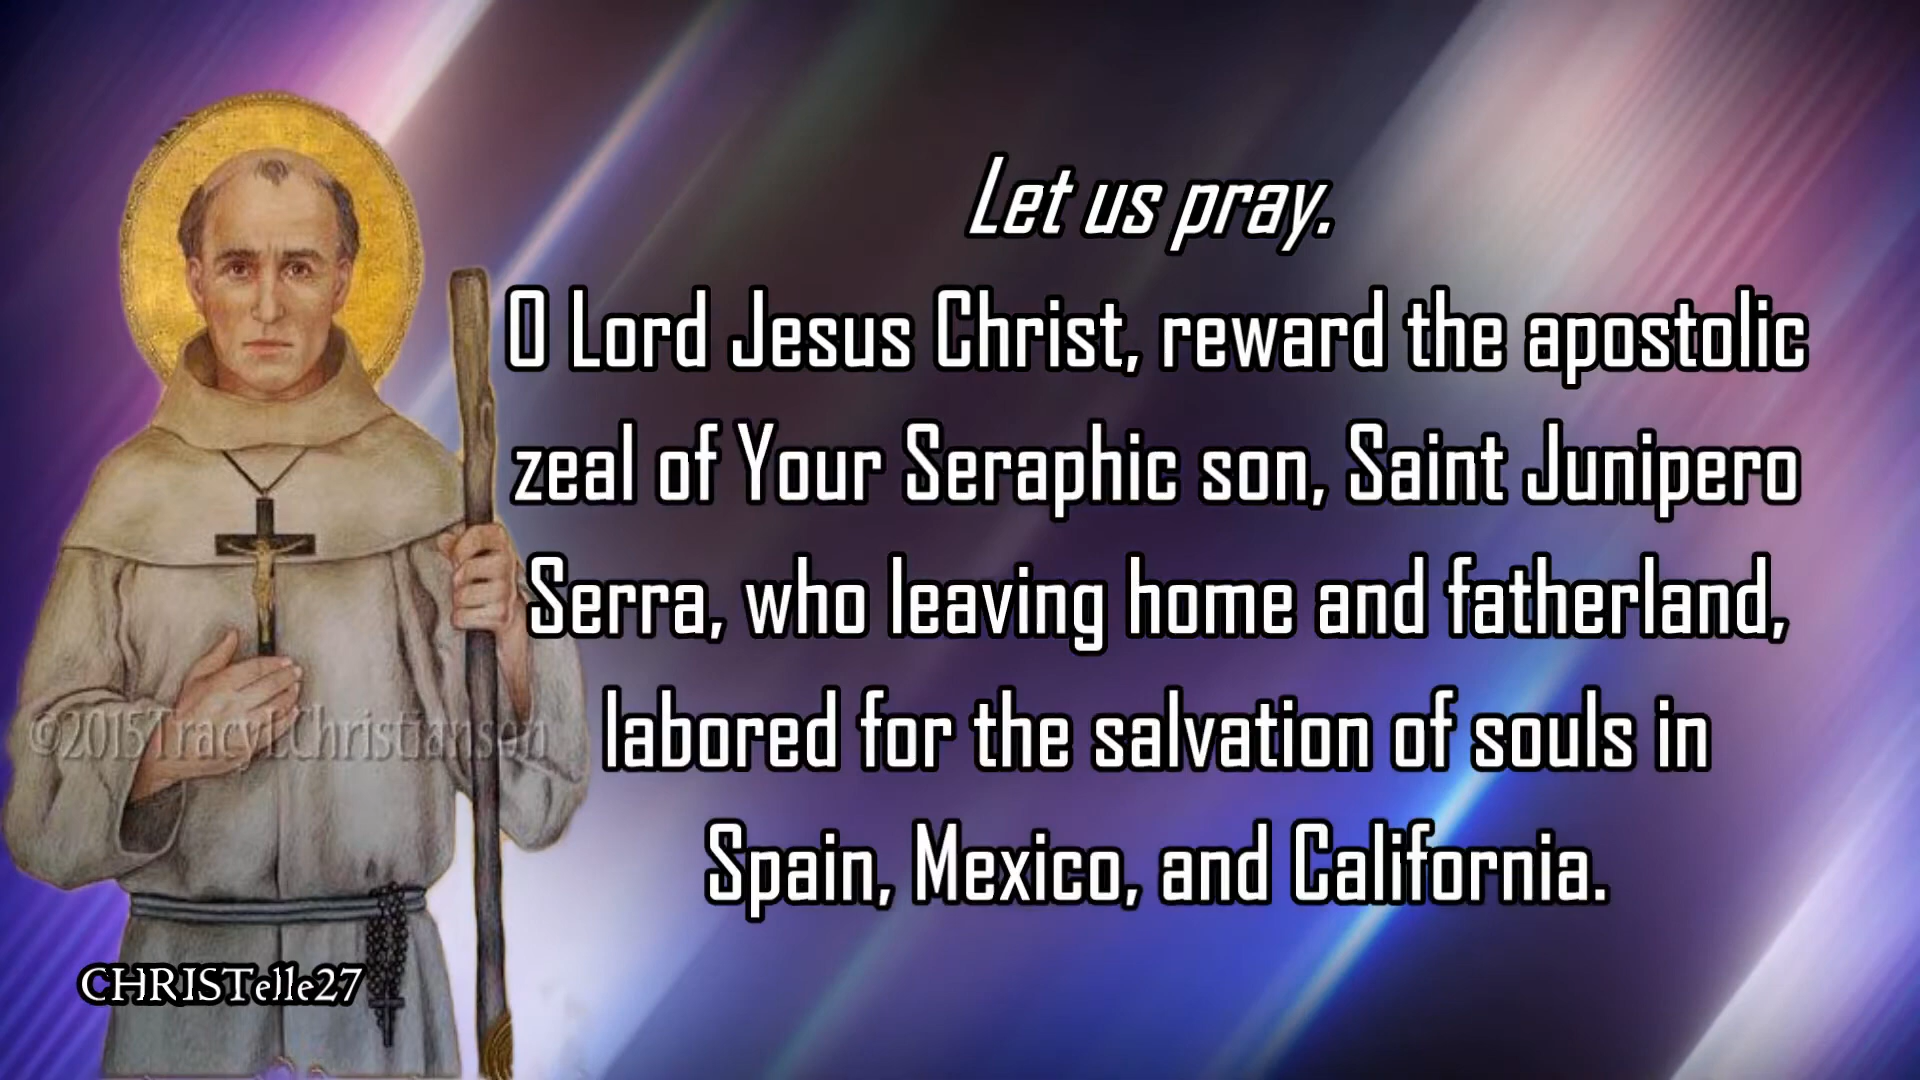 Let us pray.
O Lord Jesus Christ, reward the apostolic
zeal of Your Seraphic son, Saint Junipero
Serra, who leaving home and fatherland,
labored for the salvation of souls in
Spain, Mexico, and California.
©2015TracyLChristianson
CHRISTelle27